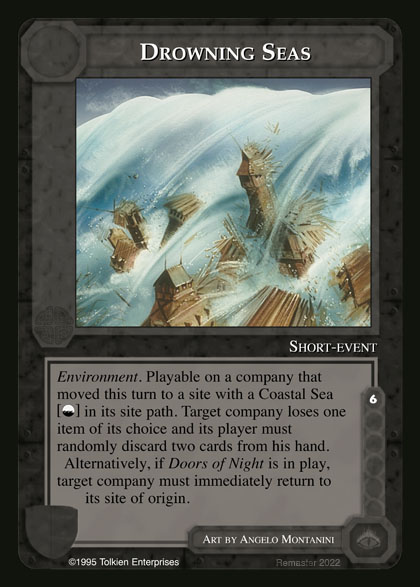 Drowning Seas
Short-event
Environment. Playable on a company that
moved this turn to a site with a Coastal Sea
[] in its site path. Target company loses one
item of its choice and its player must
randomly discard two cards from his hand.
Alternatively, if Doors of Night is in play,
target company must immediately return to
its site of origin.
6
Art by Angelo Montanini
©1995 Tolkien Enterprises
Remaster 2022